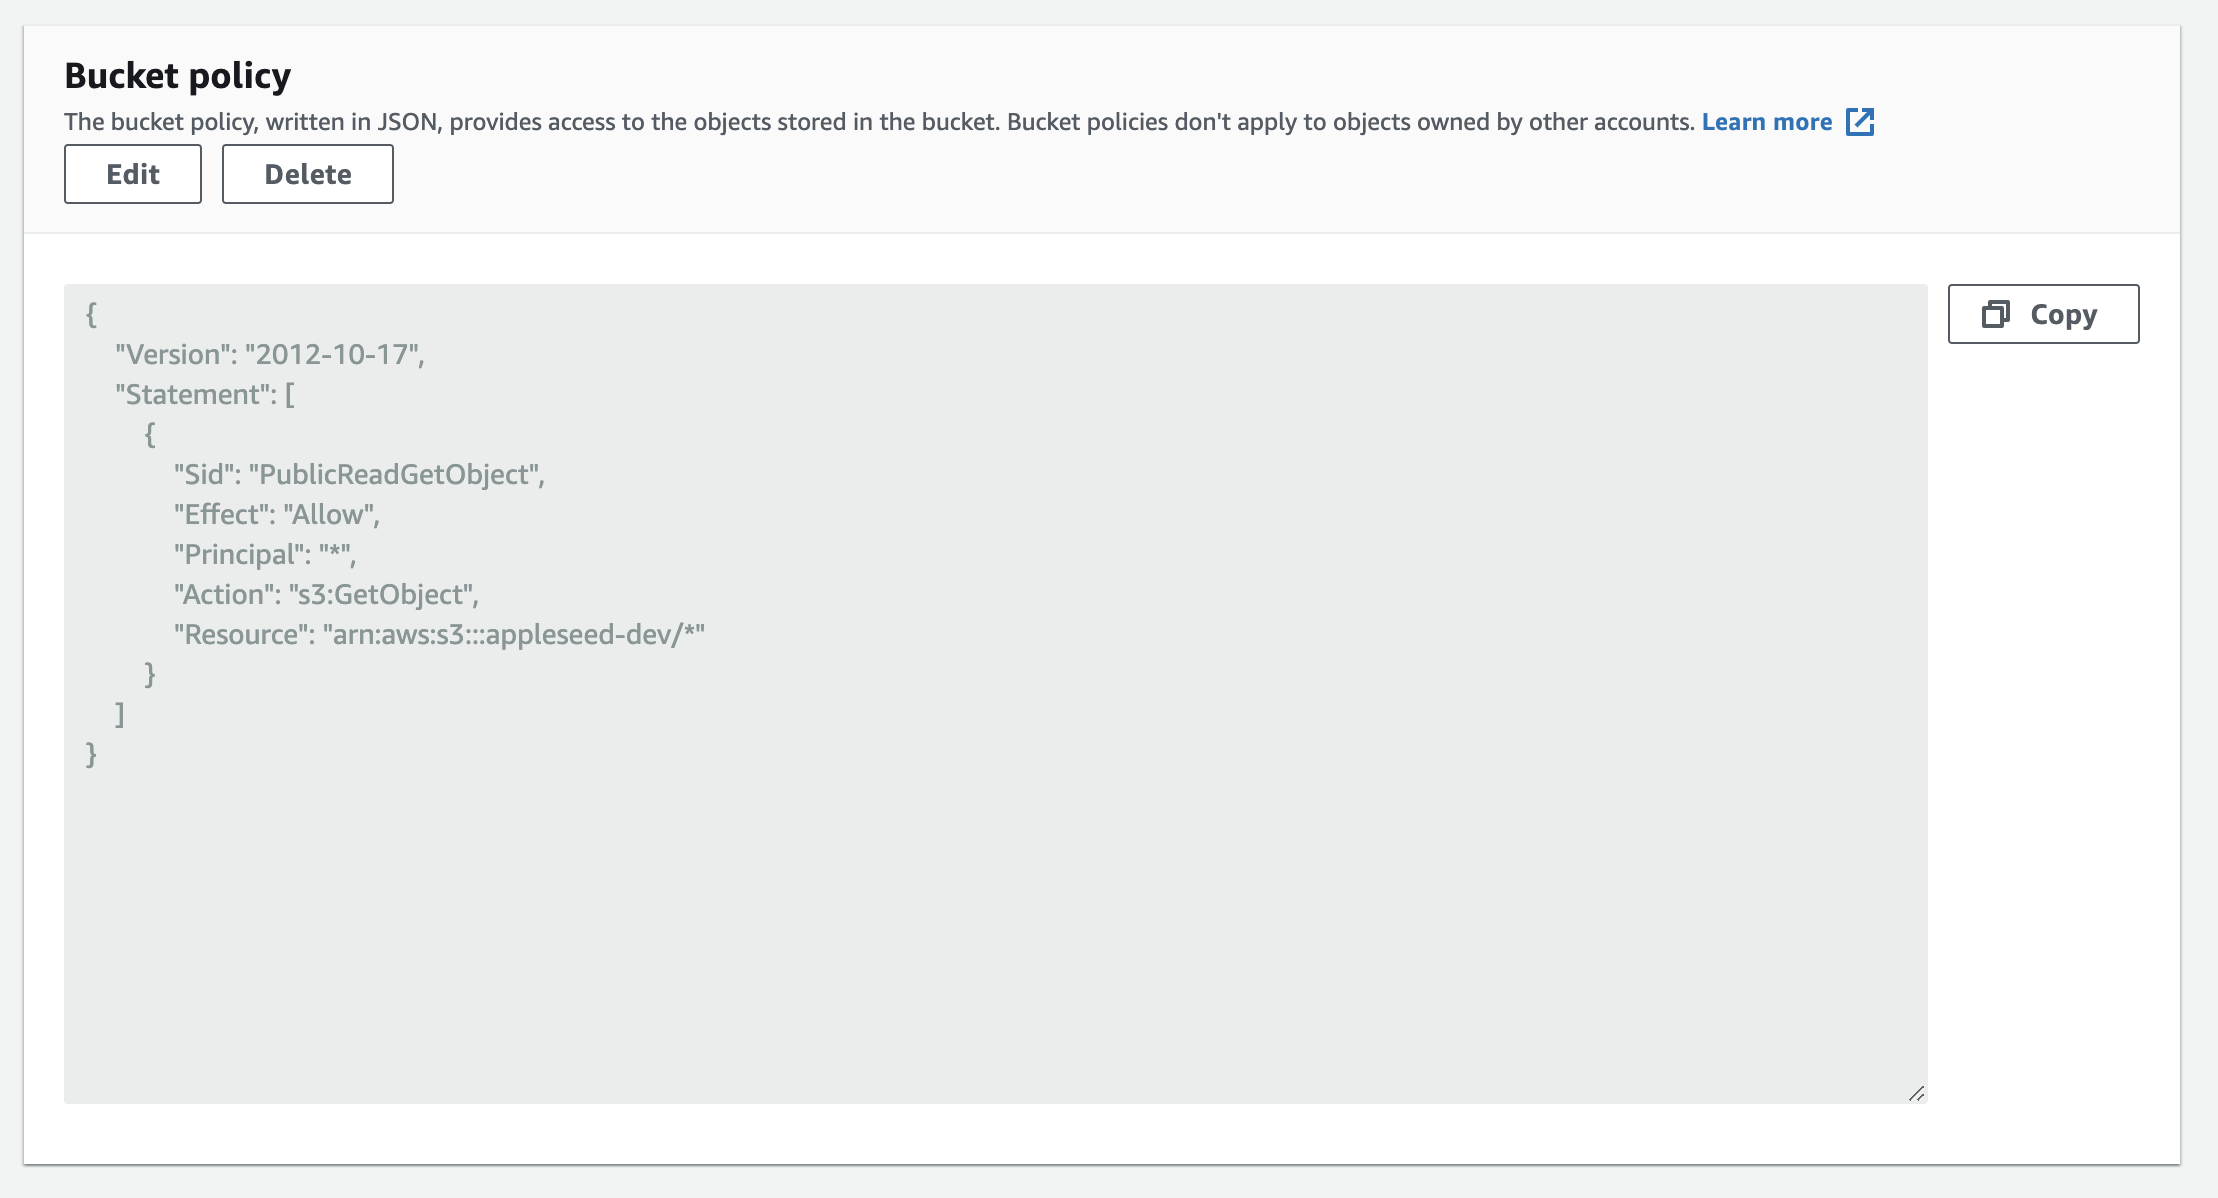 Bucket policy
The bucket policy, written in JSON, provides access to the objects stored in the bucket. Bucket policies don't apply to objects owned by other accounts. Learn more
Edit Delete
Copy
{
"Version": "2012-10-17",
"Statement": [
{
"Sid": "PublicReadGetObject",
"Effect": "Allow",
"Principal": "*",
"Action": "s3:GetObject",
"Resource": "arn:aws:s3:::appleseed-dev/*"
}
]
}